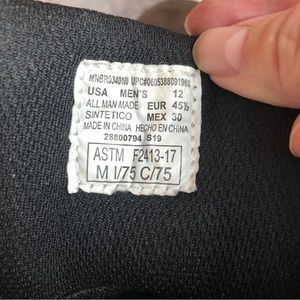 USA MEN'S 12
ALL MAN MADE EUR 45½
SINTETICO MEX 30
MADE IN CHINA HECHO EN CHINA
28800794 S19
ASTM F2413-17
M I/75 C/75